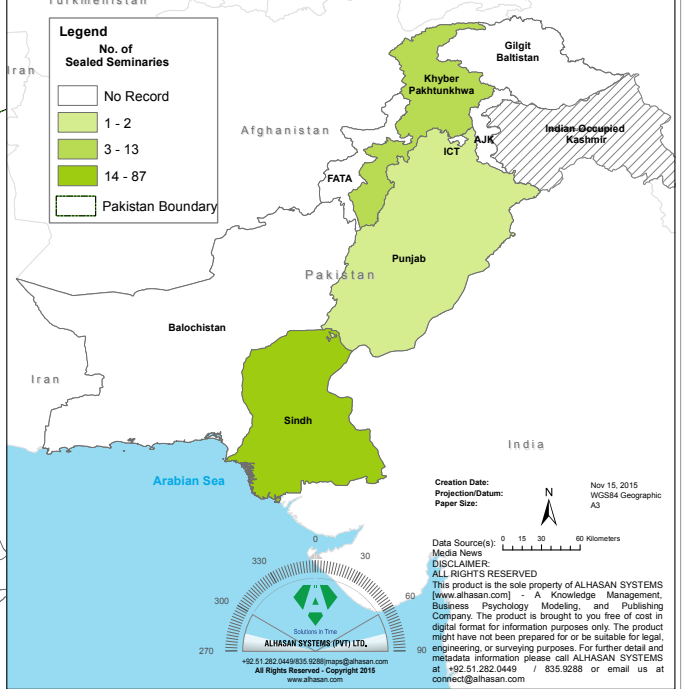 Turkmenistan
Legend
No. of
Sealed Seminaries
No Record
1 - 2
3 - 13
14 - 87
Pakistan Boundary
Iran
Gilgit
Baltistan
Khyber
Pakhtunkhwa
Afghanistan
Indian Occupied
Kashmir
AJK
ICT
FATA
Punjab
Pakistan
Balochistan
Iran
Sindh
India
Arabian Sea
Creation Date: Nov 15, 2015
Projection/Datum: WGS84 Geographic
Paper Size: A3
N
0 15 30 60 Kilometers
Data Source(s):
Media News
DISCLAIMER:
ALL RIGHTS RESERVED
This product is the sole property of ALHASAN SYSTEMS
[www.alhasan.com] - A Knowledge Management,
Business Psychology Modeling, and Publishing
Company. The product is brought to you free of cost in
digital format for information purposes only. The product
might have not been prepared for or be suitable for legal,
engineering, or surveying purposes. For further detail and
metadata information please call ALHASAN SYSTEMS
at +92.51.282.0449 / 835.9288 or email us at
connect@alhasan.com
0
330
30
300
60
270
90
A
Solutions in Time
ALHASAN SYSTEMS (PVT) LTD.
+92.51.282.0449/835.9288|maps@alhasan.com
All Rights Reserved - Copyright 2015
www.alhasan.com